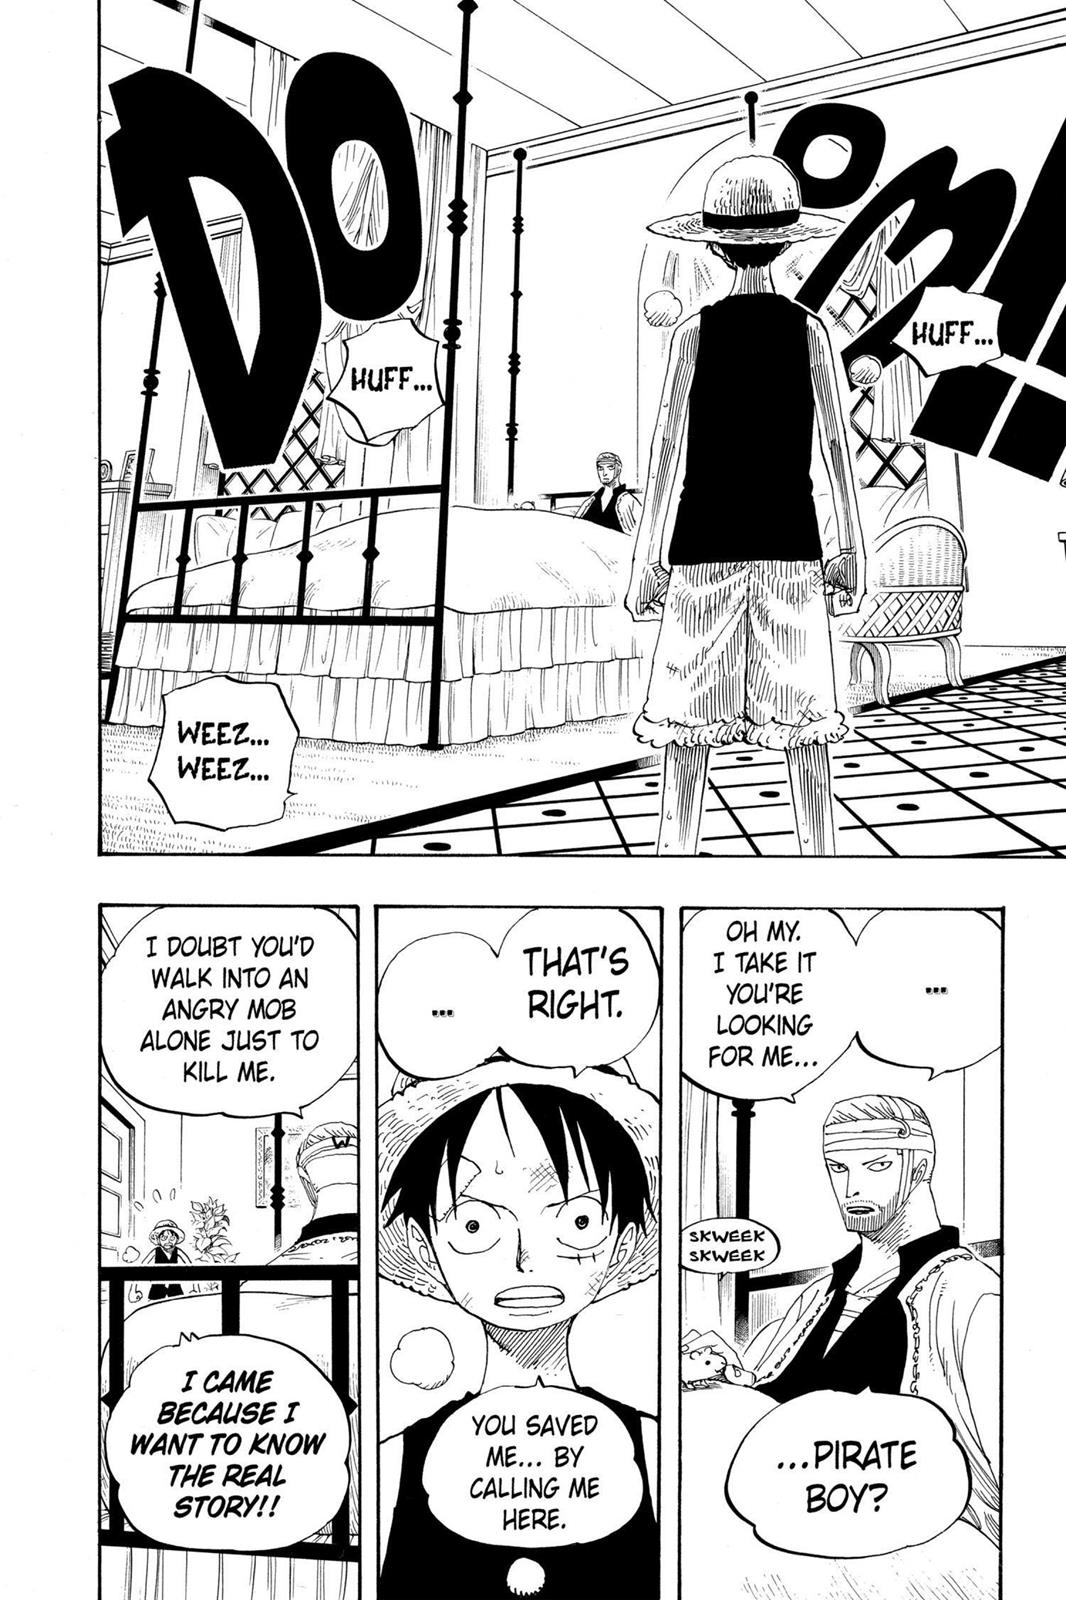 DOOM!!
HUFF...
HUFF...
WEEZ...
WEEZ...
...
OH MY.
I TAKE IT
YOU'RE
LOOKING
FOR ME...
SKWEEK
SKWEEK
...PIRATE
BOY?
THAT'S
RIGHT.
...
YOU SAVED
ME... BY
CALLING ME
HERE.
I DOUBT YOU'D
WALK INTO AN
ANGRY MOB
ALONE JUST TO
KILL ME.
W
I CAME
BECAUSE I
WANT TO KNOW
THE REAL
STORY!!